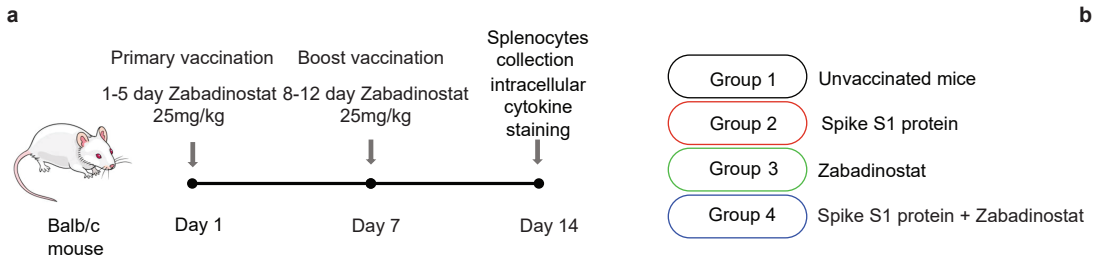 a
Primary vaccination
1-5 day Zabadinostat
25mg/kg
Boost vaccination
8-12 day Zabadinostat
25mg/kg
Splenocytes
collection
intracellular
cytokine
staining
Balb/c
mouse
Day 1
Day 7
Day 14
b
Group 1 Unvaccinated mice
Group 2 Spike S1 protein
Group 3 Zabadinostat
Group 4 Spike S1 protein + Zabadinostat